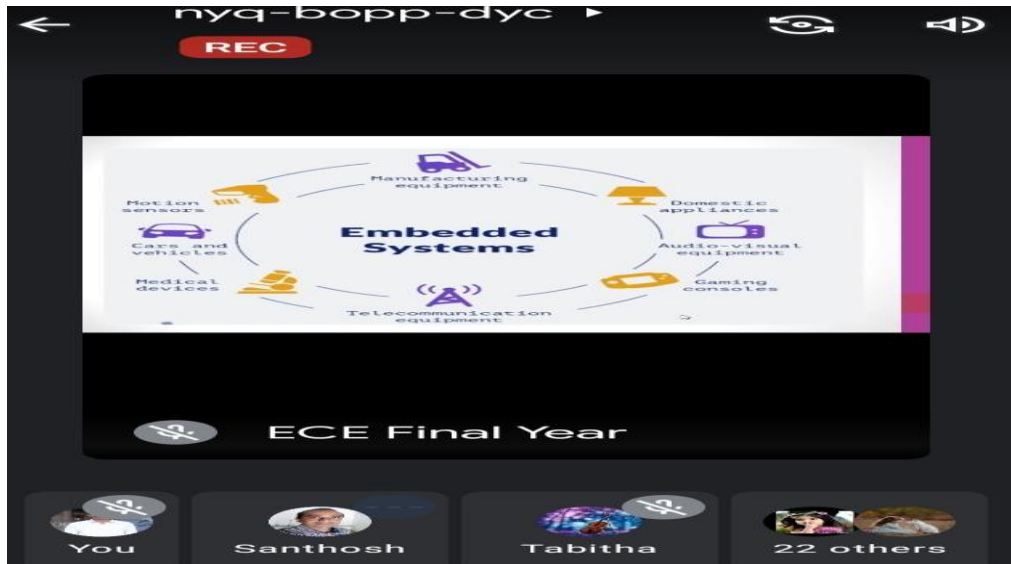 nyq-bopp-dyc
REC
Manufacturing
equipment
Motion
sensors
Domestic
appliances
Embedded
Systems
Cars and
vehicles
Audio-visual
equipment
Medical
devices
Gaming
consoles
Telecommunication
equipment
ECE Final Year
You
Santhosh
Tabitha
22 others